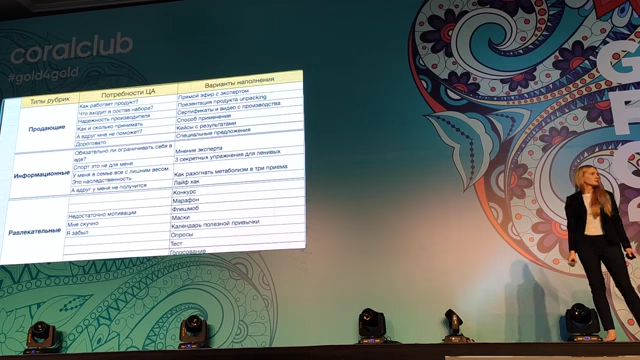 coralclub
#gold4gold
Типы рубрик Потребности ЦА Варианты наполнения
Продающие
Как работает продукт?
Что входит в состав набора?
Надежность производителя
Как и сколько принимать
А вдруг мне не поможет?
Дороговато
Прямой эфир с экспертом
Презентация продукта unpacking
Сертификаты и видео с производства
Способ применения
Кейсы с результатами
Специальные предложения
Информационные
Обязательно ли ограничивать себя в
еде?
Спорт это не для меня
У меня в семье все с лишним весом.
Это наследственность
А вдруг у меня не получится
Мнение эксперта
3 секретных упражнения для ленивых
Как разогнать метаболизм в три приема
Лайф хак
Развлекательные
Недостаточно мотивации
Мне скучно
Я забыл
Конкурс
Марафон
Флешмоб
Маски
Календарь полезной привычки
Опросы
Тест
Голосование